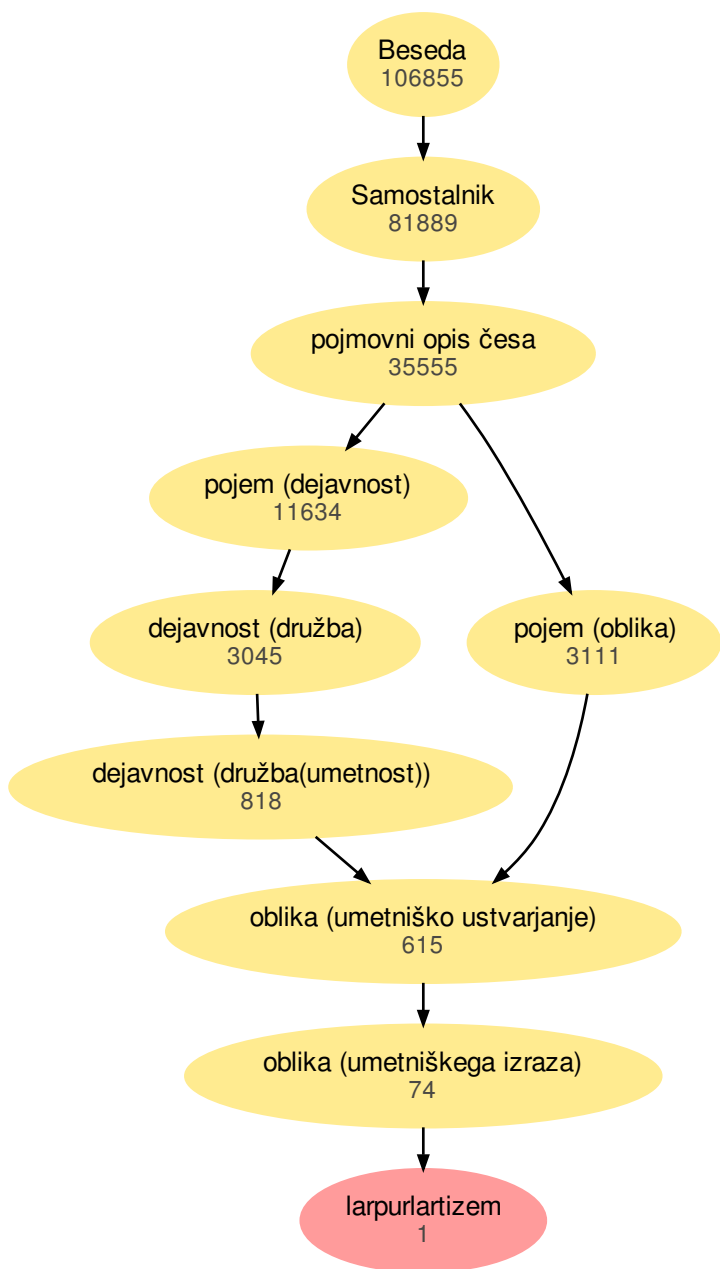 Beseda
106855
Samostalnik
81889
pojmovni opis česa
35555
pojem (dejavnost)
11634
dejavnost (družba)
3045
pojem (oblika)
3111
dejavnost (družba(umetnost))
818
oblika (umetniško ustvarjanje)
615
oblika (umetniškega izraza)
74
larpurlartizem
1